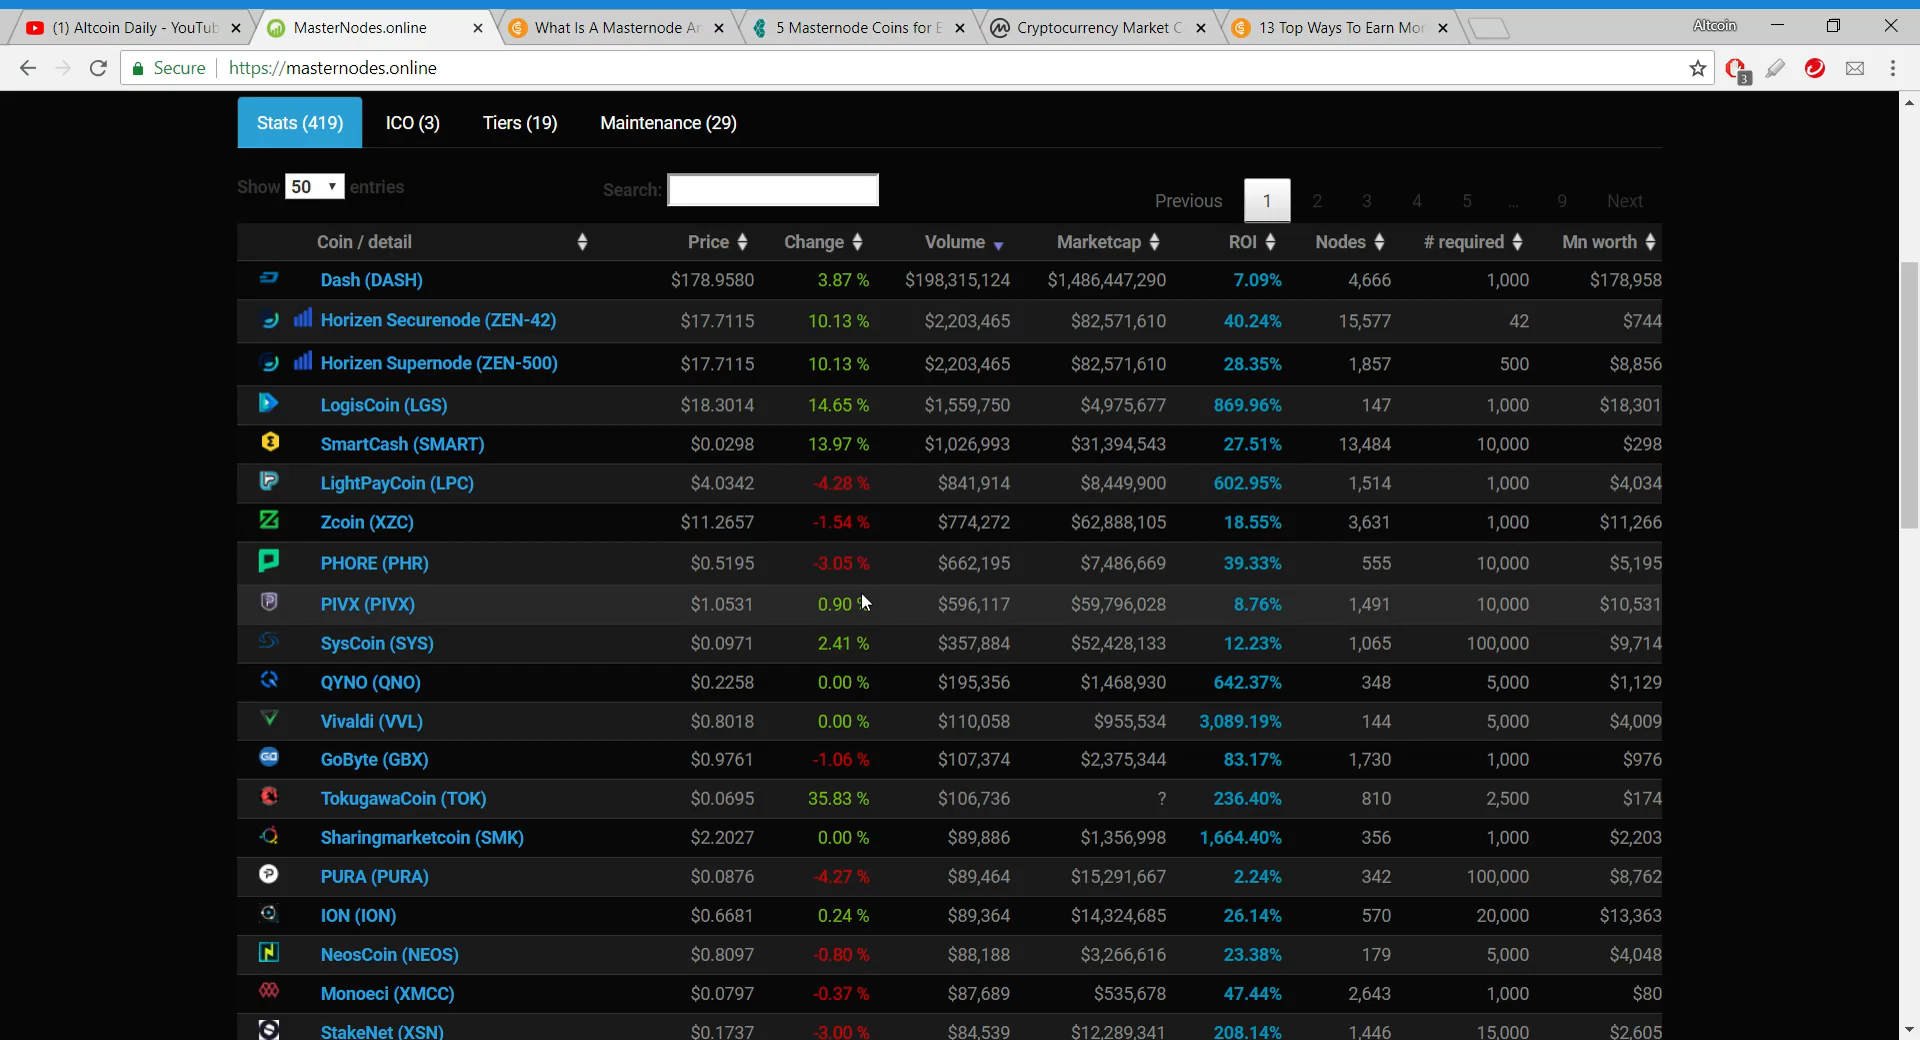 (1) Altcoin Daily - YouTub
MasterNodes.online
What Is A Masternode Ar
5 Masternode Coins for E
Cryptocurrency Market C
13 Top Ways To Earn Mor
Altcoin
Secure https://masternodes.online
3
Stats (419) ICO (3) Tiers (19) Maintenance (29)
Show 50 entries Search: Previous 1 2 3 4 5 ... 9 Next
Coin / detail Price Change Volume Marketcap ROI Nodes # required Mn worth
Dash (DASH) $178.9580 3.87 % $198,315,124 $1,486,447,290 7.09% 4,666 1,000 $178,958
Horizen Securenode (ZEN-42) $17.7115 10.13 % $2,203,465 $82,571,610 40.24% 15,577 42 $744
Horizen Supernode (ZEN-500) $17.7115 10.13 % $2,203,465 $82,571,610 28.35% 1,857 500 $8,856
LogisCoin (LGS) $18.3014 14.65 % $1,559,750 $4,975,677 869.96% 147 1,000 $18,301
SmartCash (SMART) $0.0298 13.97 % $1,026,993 $31,394,543 27.51% 13,484 10,000 $298
LightPayCoin (LPC) $4.0342 -4.28 % $841,914 $8,449,900 602.95% 1,514 1,000 $4,034
Zcoin (XZC) $11.2657 -1.54 % $774,272 $62,888,105 18.55% 3,631 1,000 $11,266
PHORE (PHR) $0.5195 -3.05 % $662,195 $7,486,669 39.33% 555 10,000 $5,195
PIVX (PIVX) $1.0531 0.90 % $596,117 $59,796,028 8.76% 1,491 10,000 $10,531
SysCoin (SYS) $0.0971 2.41 % $357,884 $52,428,133 12.23% 1,065 100,000 $9,714
QYNO (QNO) $0.2258 0.00 % $195,356 $1,468,930 642.37% 348 5,000 $1,129
Vivaldi (VVL) $0.8018 0.00 % $110,058 $955,534 3,089.19% 144 5,000 $4,009
GoByte (GBX) $0.9761 -1.06 % $107,374 $2,375,344 83.17% 1,730 1,000 $976
TokugawaCoin (TOK) $0.0695 35.83 % $106,736 ? 236.40% 810 2,500 $174
Sharingmarketcoin (SMK) $2.2027 0.00 % $89,886 $1,356,998 1,664.40% 356 1,000 $2,203
PURA (PURA) $0.0876 -4.27 % $89,464 $15,291,667 2.24% 342 100,000 $8,762
ION (ION) $0.6681 0.24 % $89,364 $14,324,685 26.14% 570 20,000 $13,363
NeosCoin (NEOS) $0.8097 -0.80 % $88,188 $3,266,616 23.38% 179 5,000 $4,048
Monoeci (XMCC) $0.0797 -0.37 % $87,689 $535,678 47.44% 2,643 1,000 $80
StakeNet (XSN) $0.1737 -3.00 % $84,539 $12,289,341 208.14% 1,446 15,000 $2,605